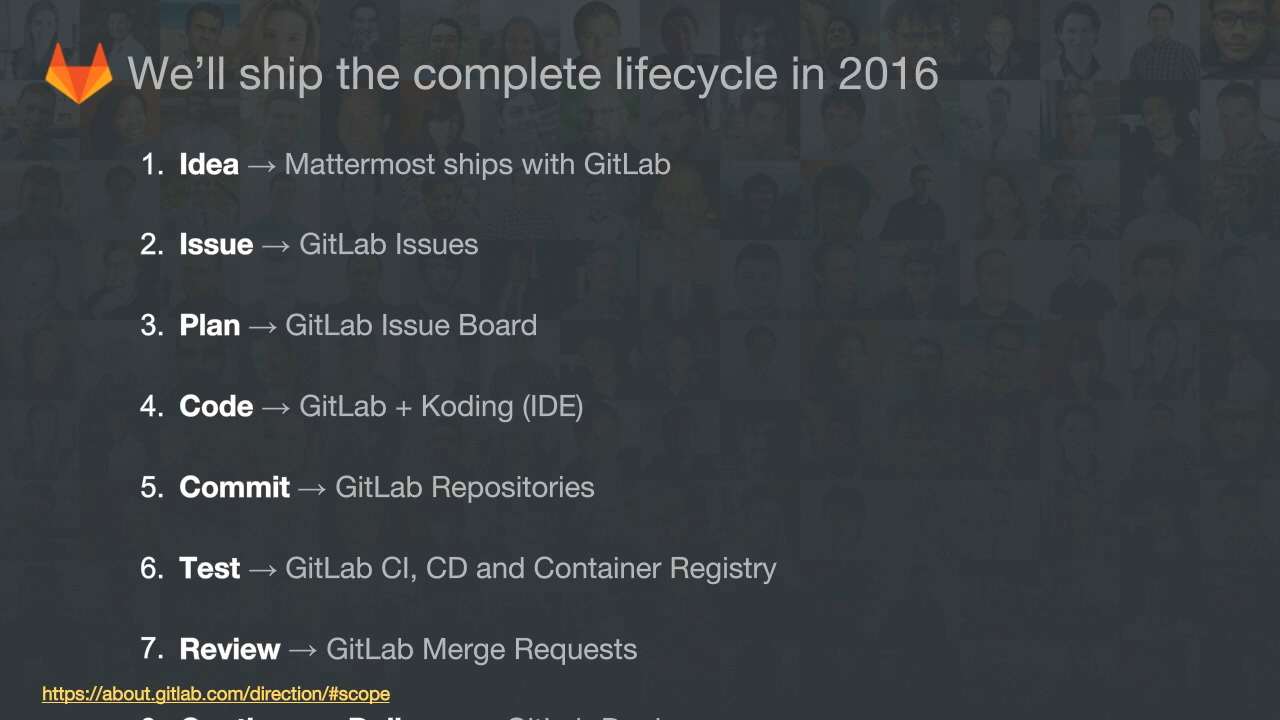 We’ll ship the complete lifecycle in 2016
1. Idea → Mattermost ships with GitLab
2. Issue → GitLab Issues
3. Plan → GitLab Issue Board
4. Code → GitLab + Koding (IDE)
5. Commit → GitLab Repositories
6. Test → GitLab CI, CD and Container Registry
7. Review → GitLab Merge Requests
https://about.gitlab.com/direction/#scope